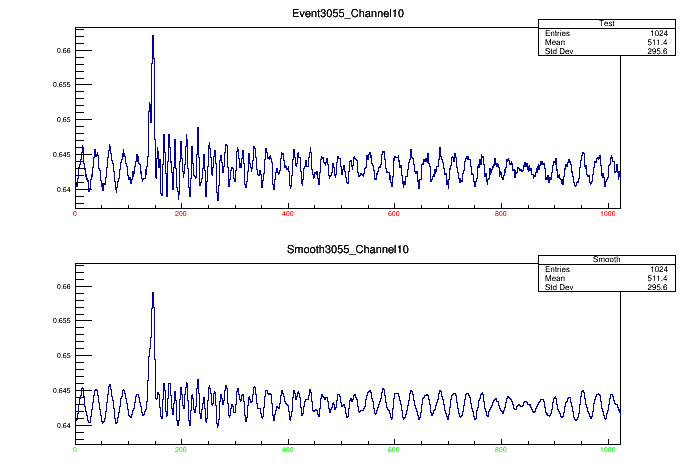 Event3055_Channel10
Test
Entries 1024
Mean 511.4
Std Dev 295.6
0.66
0.655
0.65
0.645
0.64
0 200 400 600 800 1000
Smooth3055_Channel10
Smooth
Entries 1024
Mean 511.4
Std Dev 295.6
0.66
0.655
0.65
0.645
0.64
0 200 400 600 800 1000